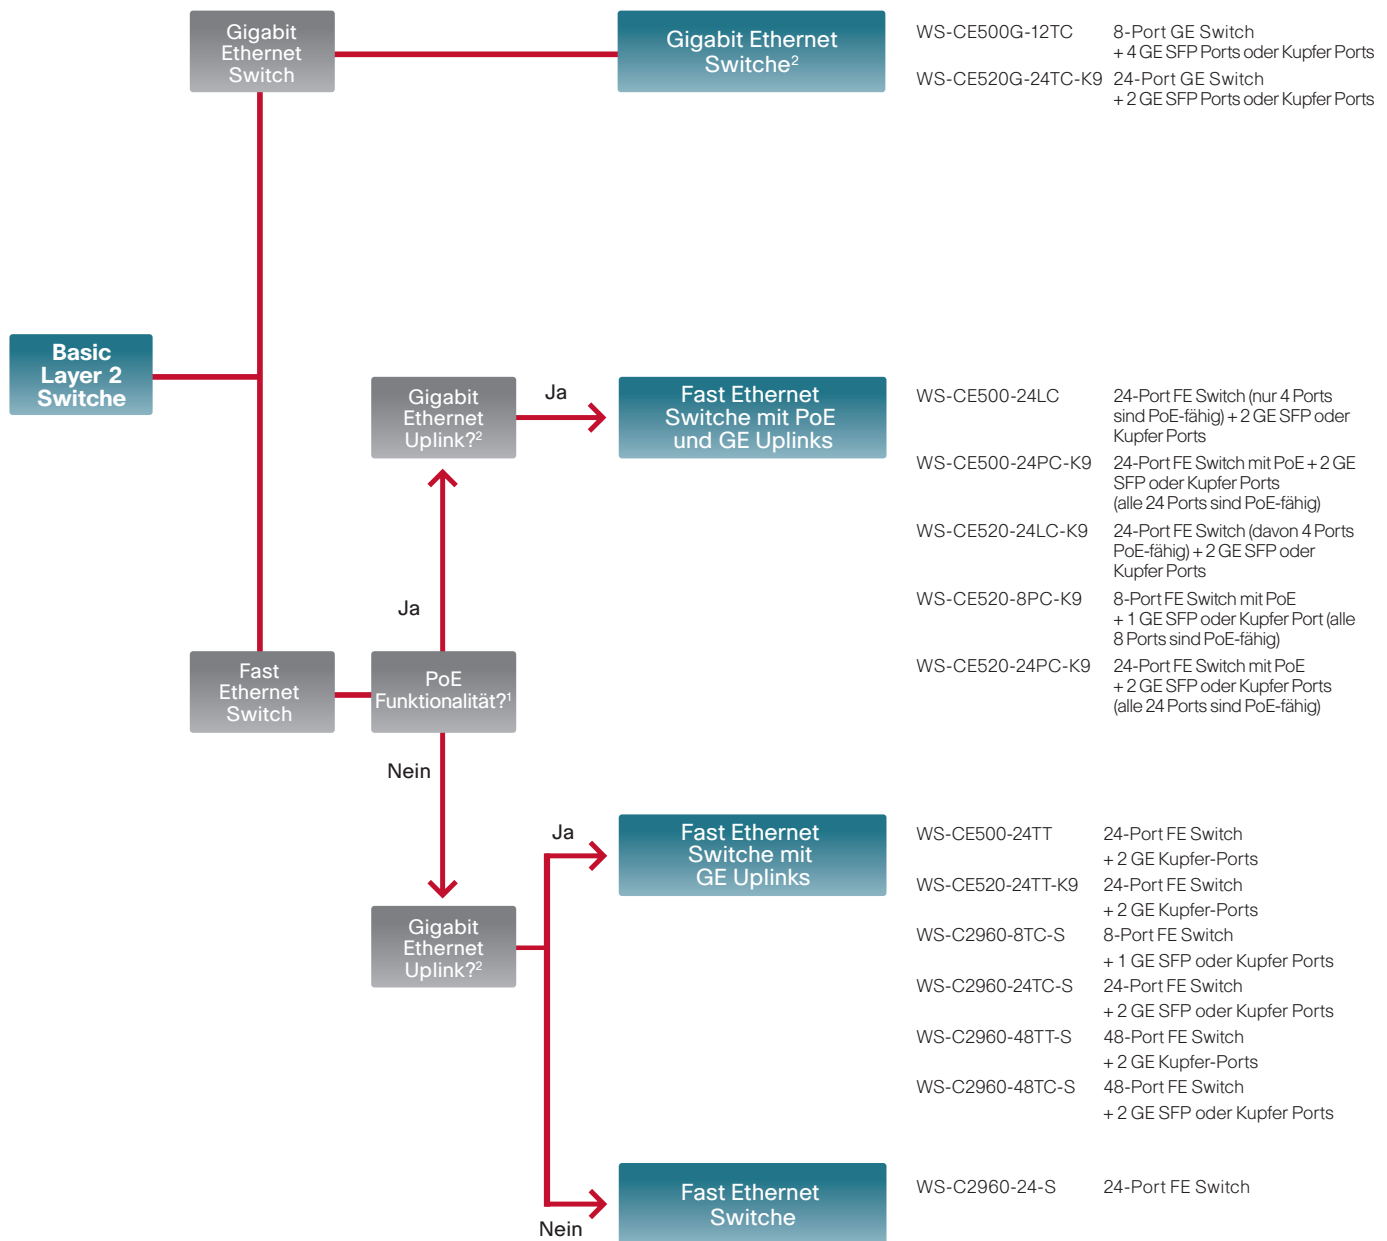 Gigabit
Ethernet
Switch
Gigabit Ethernet
Switche²
WS-CE500G-12TC 8-Port GE Switch
+ 4 GE SFP Ports oder Kupfer Ports
WS-CE520G-24TC-K9 24-Port GE Switch
+ 2 GE SFP Ports oder Kupfer Ports
Basic
Layer 2
Switche
Gigabit
Ethernet
Uplink?²
Ja
Fast Ethernet
Switche mit PoE
und GE Uplinks
WS-CE500-24LC 24-Port FE Switch (nur 4 Ports
sind PoE-fähig) + 2 GE SFP oder
Kupfer Ports
WS-CE500-24PC-K9 24-Port FE Switch mit PoE + 2 GE
SFP oder Kupfer Ports
(alle 24 Ports sind PoE-fähig)
WS-CE520-24LC-K9 24-Port FE Switch (davon 4 Ports
PoE-fähig) + 2 GE SFP oder
Kupfer Ports
WS-CE520-8PC-K9 8-Port FE Switch mit PoE
+ 1 GE SFP oder Kupfer Port (alle
8 Ports sind PoE-fähig)
WS-CE520-24PC-K9 24-Port FE Switch mit PoE
+ 2 GE SFP oder Kupfer Ports
(alle 24 Ports sind PoE-fähig)
Ja
Fast
Ethernet
Switch
PoE
Funktionalität?¹
Nein
Gigabit
Ethernet
Uplink?²
Ja
Fast Ethernet
Switche mit
GE Uplinks
WS-CE500-24TT 24-Port FE Switch
+ 2 GE Kupfer-Ports
WS-CE520-24TT-K9 24-Port FE Switch
+ 2 GE Kupfer-Ports
WS-C2960-8TC-S 8-Port FE Switch
+ 1 GE SFP oder Kupfer Ports
WS-C2960-24TC-S 24-Port FE Switch
+ 2 GE SFP oder Kupfer Ports
WS-C2960-48TT-S 48-Port FE Switch
+ 2 GE Kupfer-Ports
WS-C2960-48TC-S 48-Port FE Switch
+ 2 GE SFP oder Kupfer Ports
Nein
Fast Ethernet
Switche
WS-C2960-24-S 24-Port FE Switch